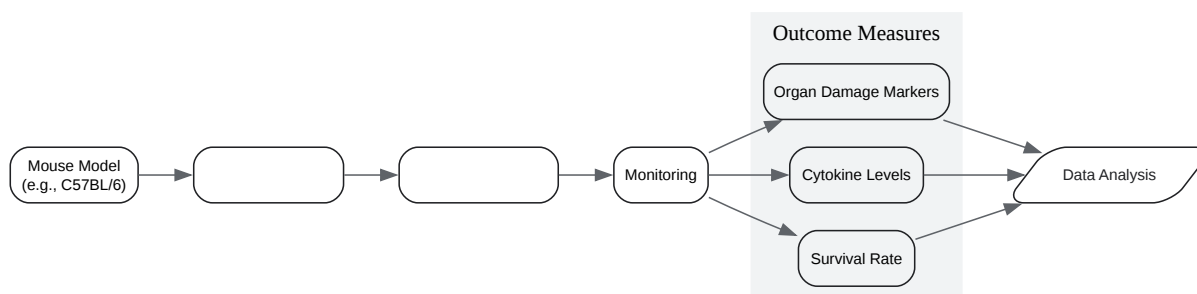 Outcome Measures
Organ Damage Markers
Mouse Model
(e.g., C57BL/6)
Monitoring
Cytokine Levels
Data Analysis
Survival Rate